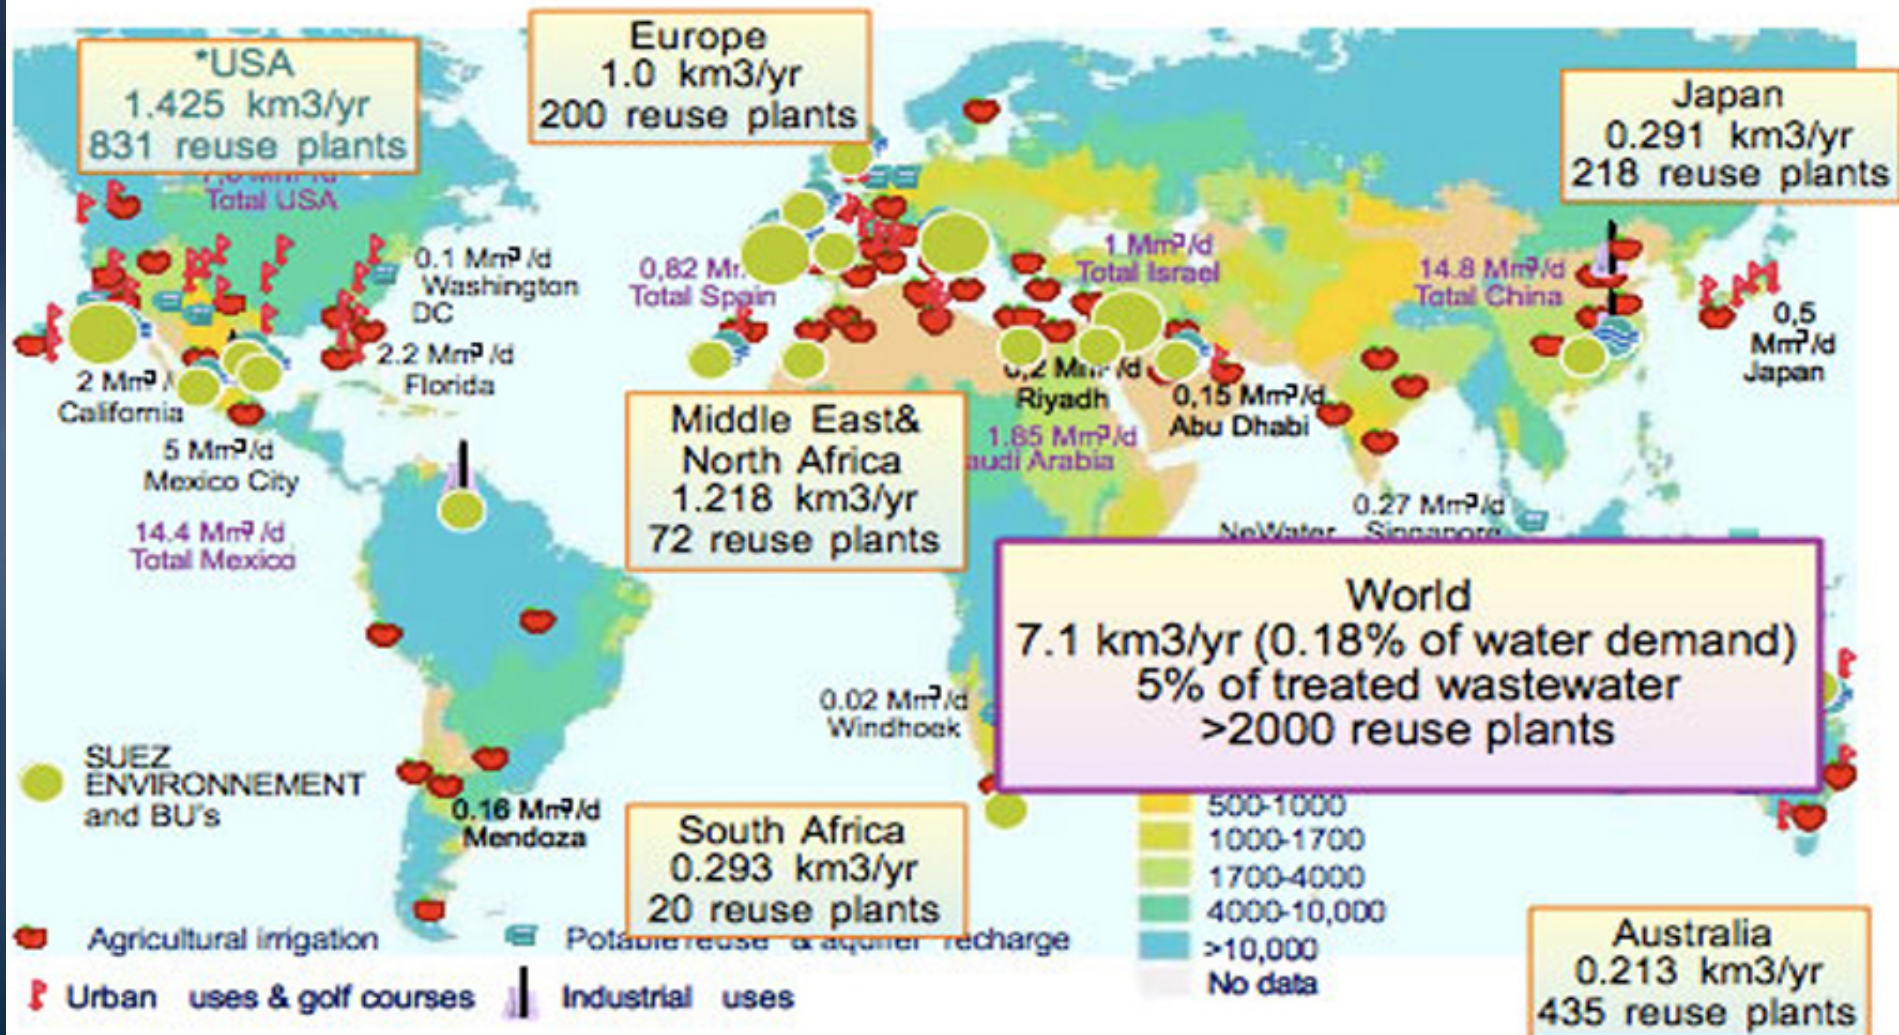 *USA
1.425 km3/yr
831 reuse plants
Total USA
Europe
1.0 km3/yr
200 reuse plants
Japan
0.291 km3/yr
218 reuse plants
0.1 Mm³/d
Washington
DC
2.2 Mm³/d
Florida
2 Mm³/
California
5 Mm³/d
Mexico City
14.4 Mm³/d
Total Mexico
0,82
Total Spain
1 Mm³/d
Total Israel
14.8 Mm³/d
Total China
0,5
Mm³/d
Japan
0,2 Mm³/d
Riyadh
0,15 Mm³/d
Abu Dhabi
1.85 Mm³/d
audi Arabia
Middle East&
North Africa
1.218 km3/yr
72 reuse plants
0.27 Mm³/d
NeWater Singapore
World
7.1 km3/yr (0.18% of water demand)
5% of treated wastewater
>2000 reuse plants
0.02 Mm³/d
Windhoek
SUEZ
ENVIRONNEMENT
and BU's
0.16 Mm³/d
Mendoza
South Africa
0.293 km3/yr
20 reuse plants
500-1000
1000-1700
1700-4000
4000-10,000
>10,000
No data
Australia
0.213 km3/yr
435 reuse plants
Agricultural irrigation
Potable reuse & aquifer recharge
Urban uses & golf courses
Industrial uses